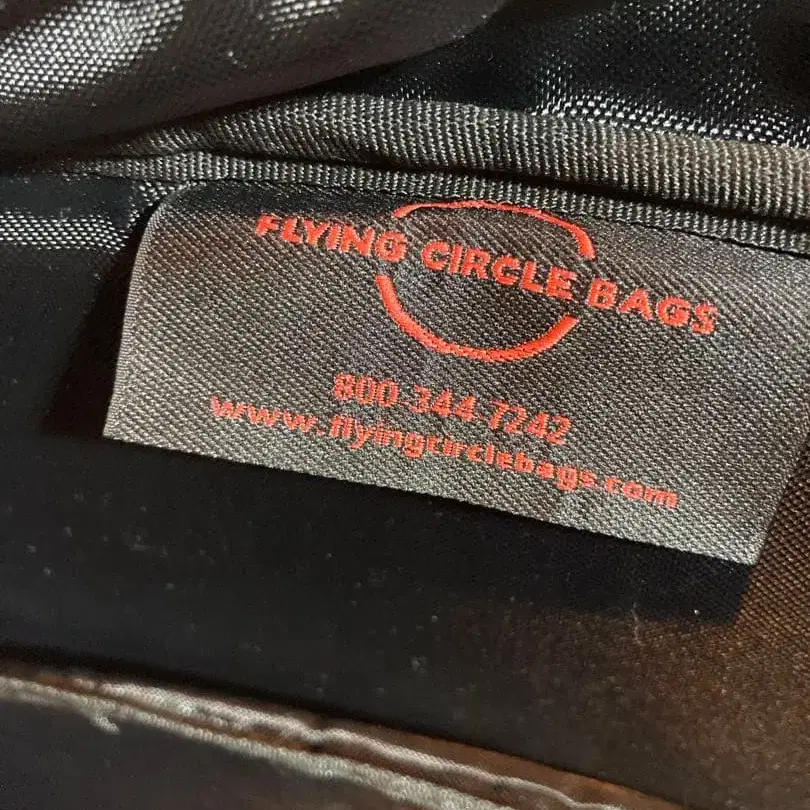 FLYING CIRCLE BAGS
800-344-7242
www.flyingcirclebags.com